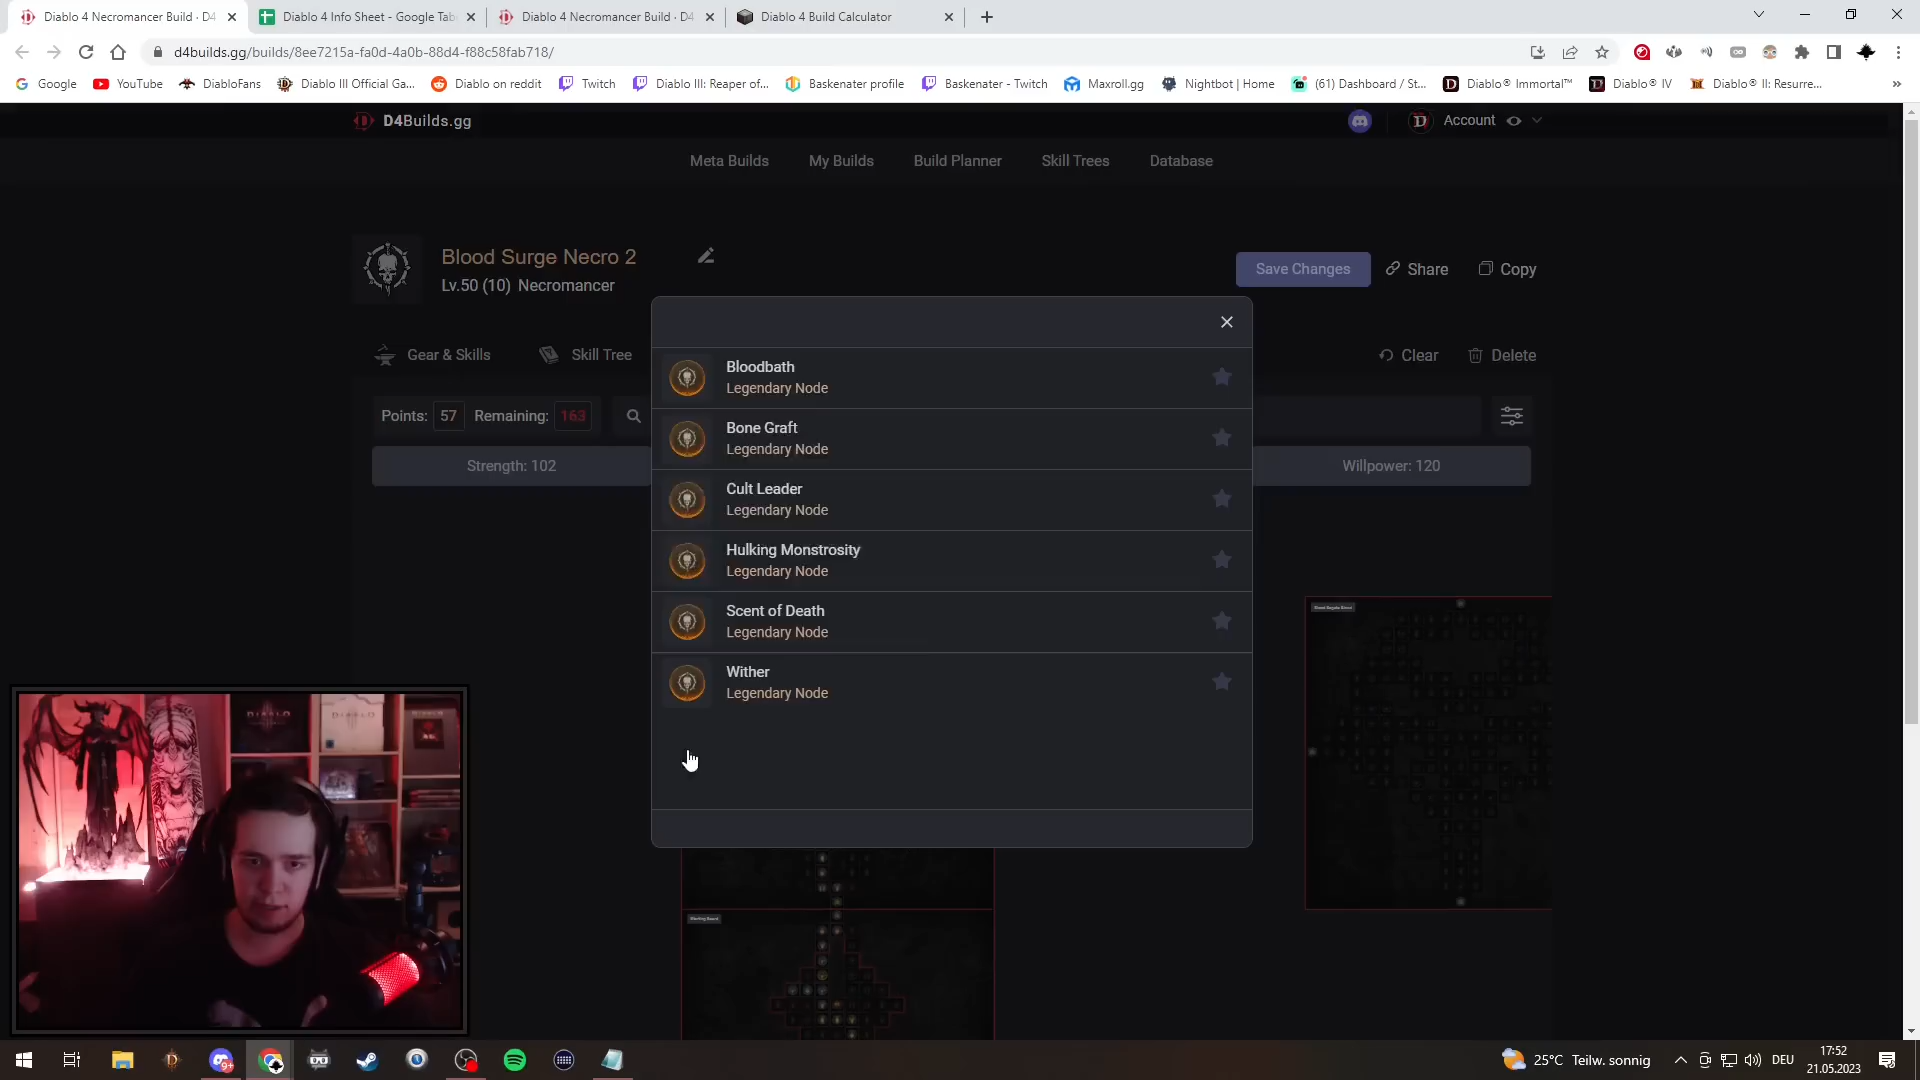 Diablo 4 Necromancer Build · D4
Diablo 4 Info Sheet - Google Tab
Diablo 4 Necromancer Build · D4
Diablo 4 Build Calculator
d4builds.gg/builds/8ee7215a-fa0d-4a0b-88d4-f88c58fab718/
Google
YouTube
DiabloFans
Diablo III Official Ga...
Diablo on reddit
Twitch
Diablo III: Reaper of...
Baskenater profile
Baskenater - Twitch
Maxroll.gg
Nightbot | Home
(61) Dashboard / St...
Diablo® Immortal™
Diablo® IV
Diablo® II: Resurre...
»
D4Builds.gg
Account
Meta Builds
My Builds
Build Planner
Skill Trees
Database
Blood Surge Necro 2
Lv.50 (10) Necromancer
Save Changes
Share
Copy
Gear & Skills
Skill Tree
Clear
Delete
Points: 57 Remaining: 163
Strength: 102
Willpower: 120
Bloodbath
Legendary Node
Bone Graft
Legendary Node
Cult Leader
Legendary Node
Hulking Monstrosity
Legendary Node
Scent of Death
Legendary Node
Wither
Legendary Node
Starting Board
DIABLO
9+
25°C Teilw. sonnig
DEU
17:52
21.05.2023